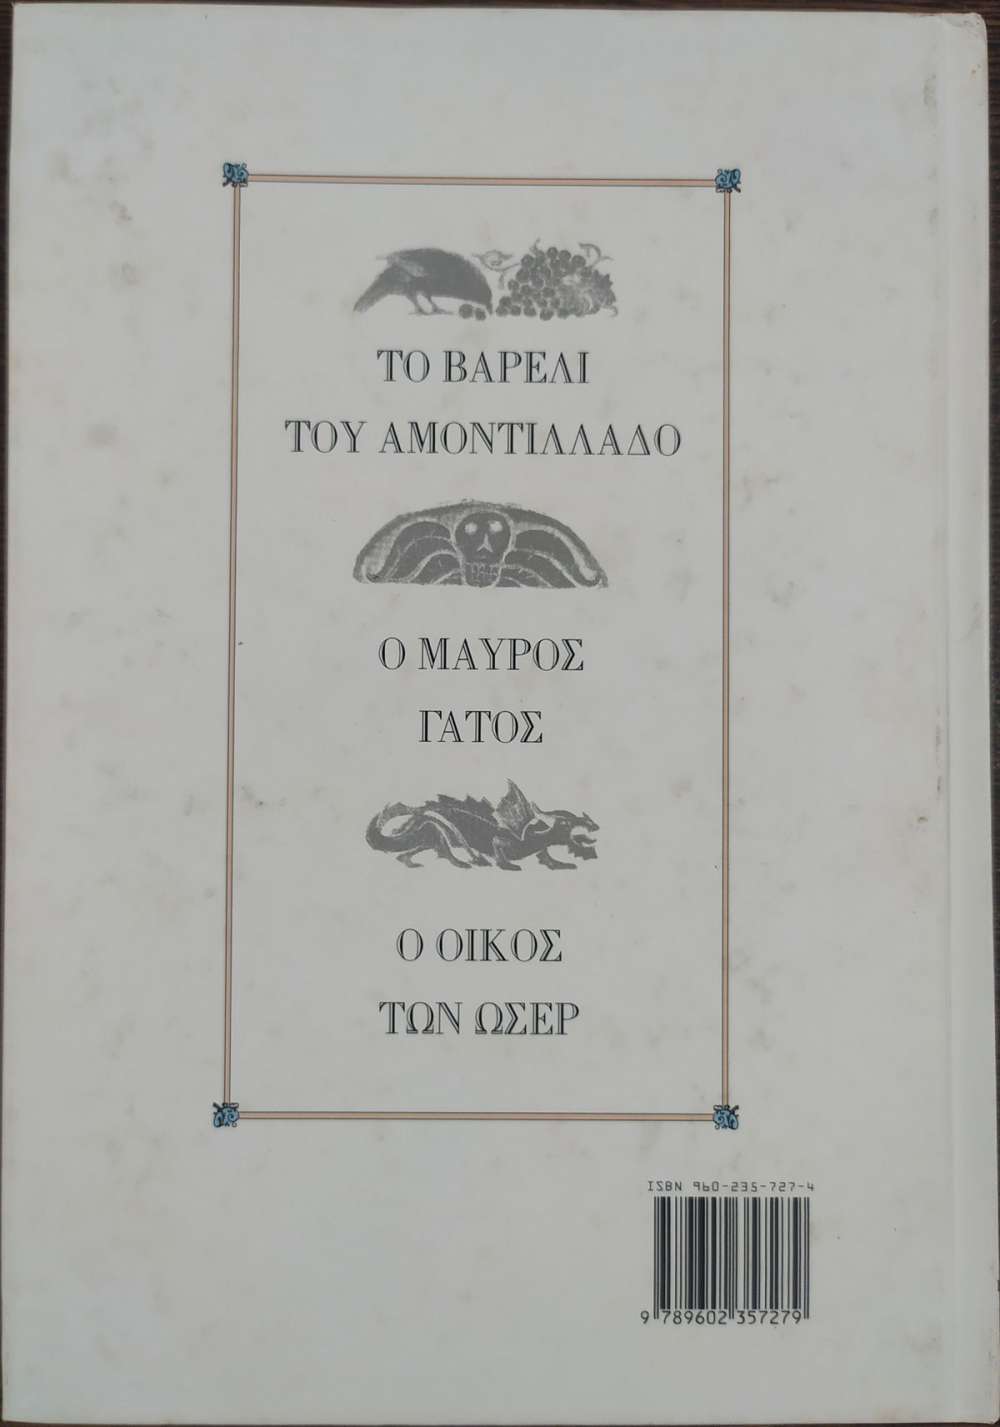 ΤΟ ΒΑΡΕΛΙ
ΤΟΥ ΑΜΟΝΤΙΛΛΑΔΟ
Ο ΜΑΥΡΟΣ
ΓΑΤΟΣ
Ο ΟΙΚΟΣ
ΤΩΝ ΩΣΕΡ
ISBN 960-235-727-4
9 789602 357279